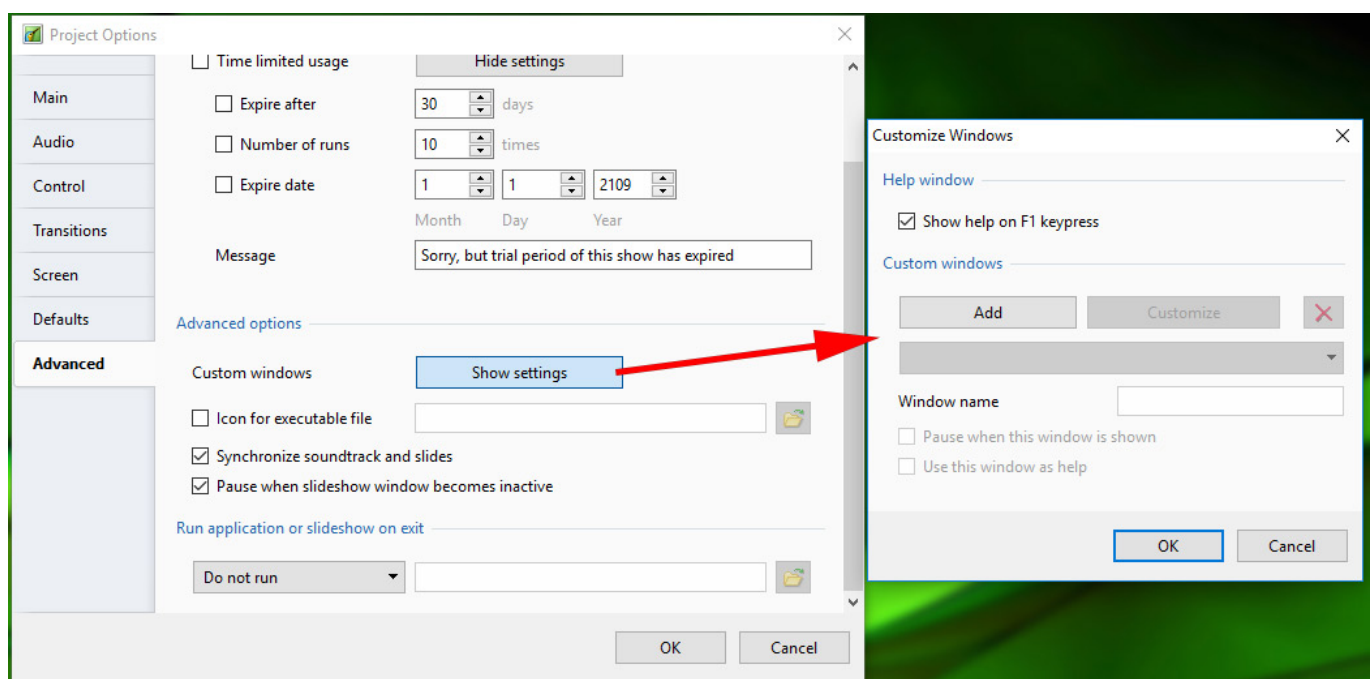 Project Options
Main
Audio
Control
Transitions
Screen
Defaults
Advanced
Time limited usage
Hide settings
Expire after
30
days
Number of runs
10
times
Expire date
1
1
2109
Month
Day
Year
Message
Sorry, but trial period of this show has expired
Advanced options
Custom windows
Show settings
Icon for executable file
Synchronize soundtrack and slides
Pause when slideshow window becomes inactive
Run application or slideshow on exit
Do not run
OK
Cancel
Customize Windows
Help window
Show help on F1 keypress
Custom windows
Add
Customize
Window name
Pause when this window is shown
Use this window as help
OK
Cancel